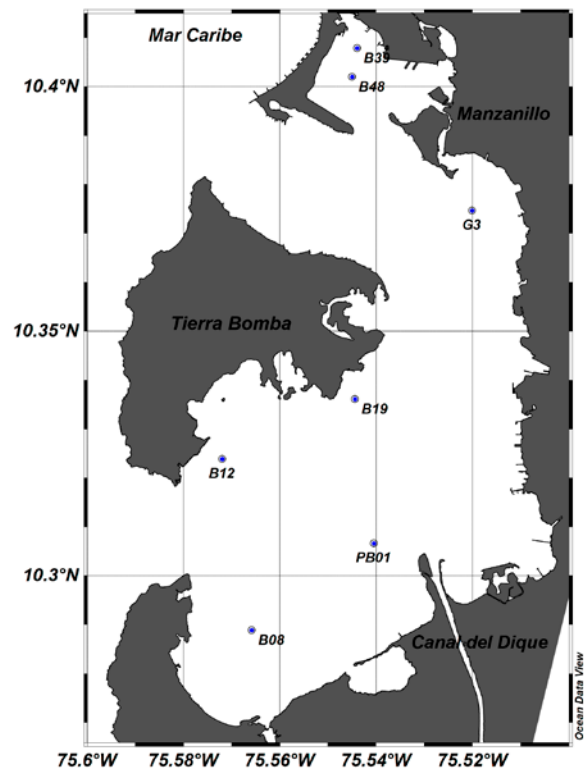 Mar Caribe
B39
10.4°N
B48
Manzanillo
G3
10.35°N
Tierra Bomba
B19
B12
PB01
10.3°N
B08
Canal del Dique
Ocean Data View
75.6°W 75.58°W 75.56°W 75.54°W 75.52°W